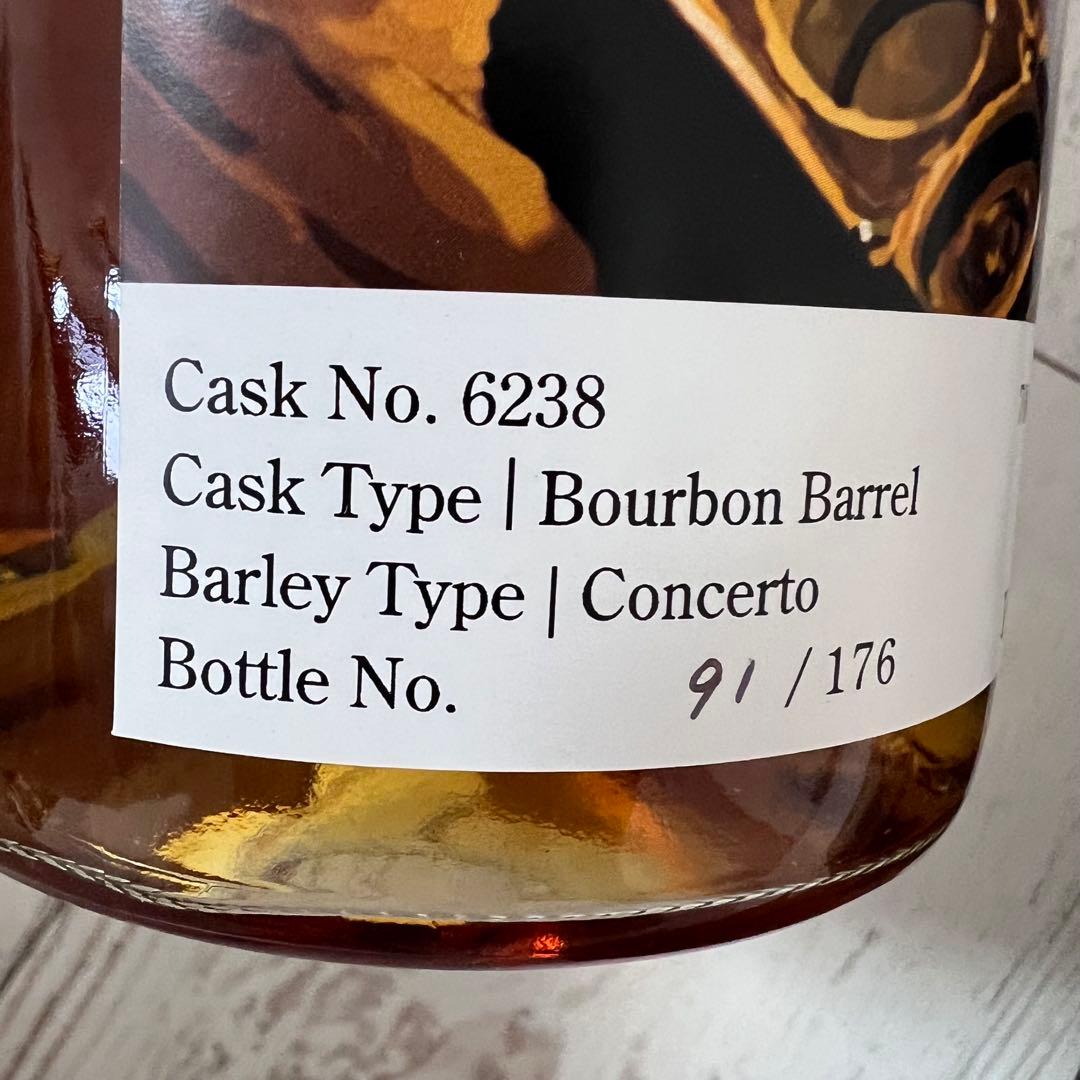 Cask No. 6238
Cask Type | Bourbon Barrel
Barley Type | Concerto
Bottle No. 91 / 176